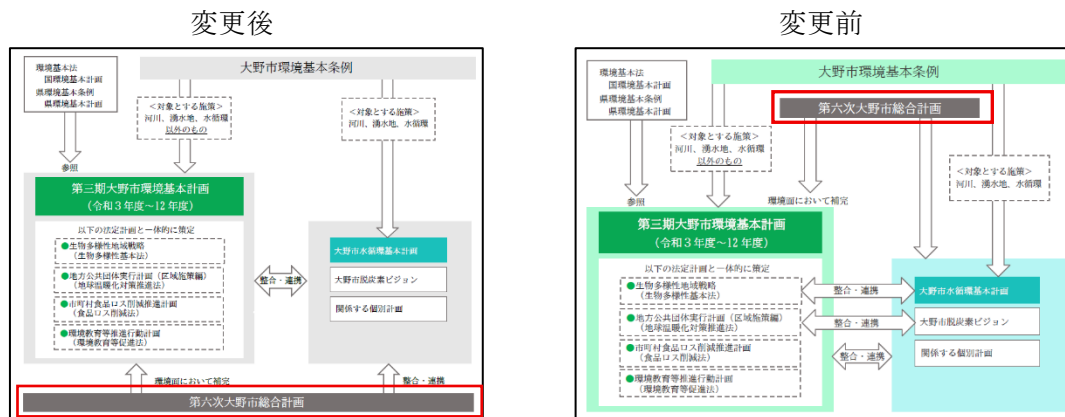 変更後
環境基本法
国環境基本計画
県環境基本条例
県環境基本計画
大野市環境基本条例
<対象とする施策>
河川、湧水地、水循環
以外のもの
<対象とする施策>
河川、湧水地、水循環
参照
第三期大野市環境基本計画
(令和3年度~12年度)
以下の法定計画と一体的に策定
●生物多様性地域戦略
(生物多様性基本法)
●地方公共団体実行計画(区域施策編)
(地球温暖化対策推進法)
●市町村食品ロス削減推進計画
(食品ロス削減法)
●環境教育等推進行動計画
(環境教育等促進法)
整合・連携
大野市水循環基本計画
大野市脱炭素ビジョン
関係する個別計画
環境面において補完
整合・連携
第六次大野市総合計画
変更前
環境基本法
国環境基本計画
県環境基本条例
県環境基本計画
大野市環境基本条例
第六次大野市総合計画
<対象とする施策>
河川、湧水地、水循環
以外のもの
<対象とする施策>
河川、湧水地、水循環
参照
環境面において補完
第三期大野市環境基本計画
(令和3年度~12年度)
以下の法定計画と一体的に策定
●生物多様性地域戦略
(生物多様性基本法)
●地方公共団体実行計画(区域施策編)
(地球温暖化対策推進法)
●市町村食品ロス削減推進計画
(食品ロス削減法)
●環境教育等推進行動計画
(環境教育等促進法)
整合・連携
整合・連携
整合・連携
大野市水循環基本計画
大野市脱炭素ビジョン
関係する個別計画